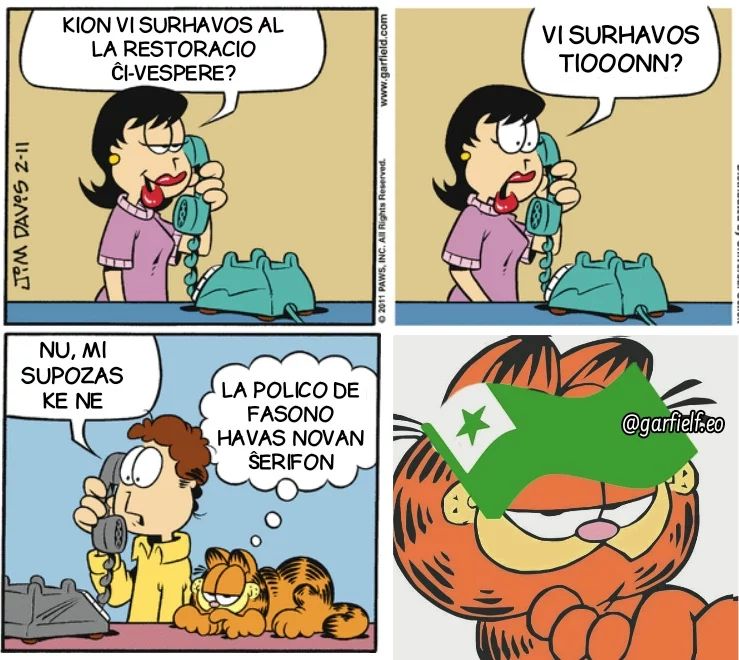 KION VI SURHAVOS AL
LA RESTORACIO
ĈI-VESPERE?
JIM DAVIS 2-11
© 2011 PAWS, INC. All Rights Reserved.
www.garfield.com
VI SURHAVOS
TIOOONN?
NU, MI
SUPOZAS
KE NE
LA POLICO DE
FASONO
HAVAS NOVAN
ŜERIFON
@garfielf.eo